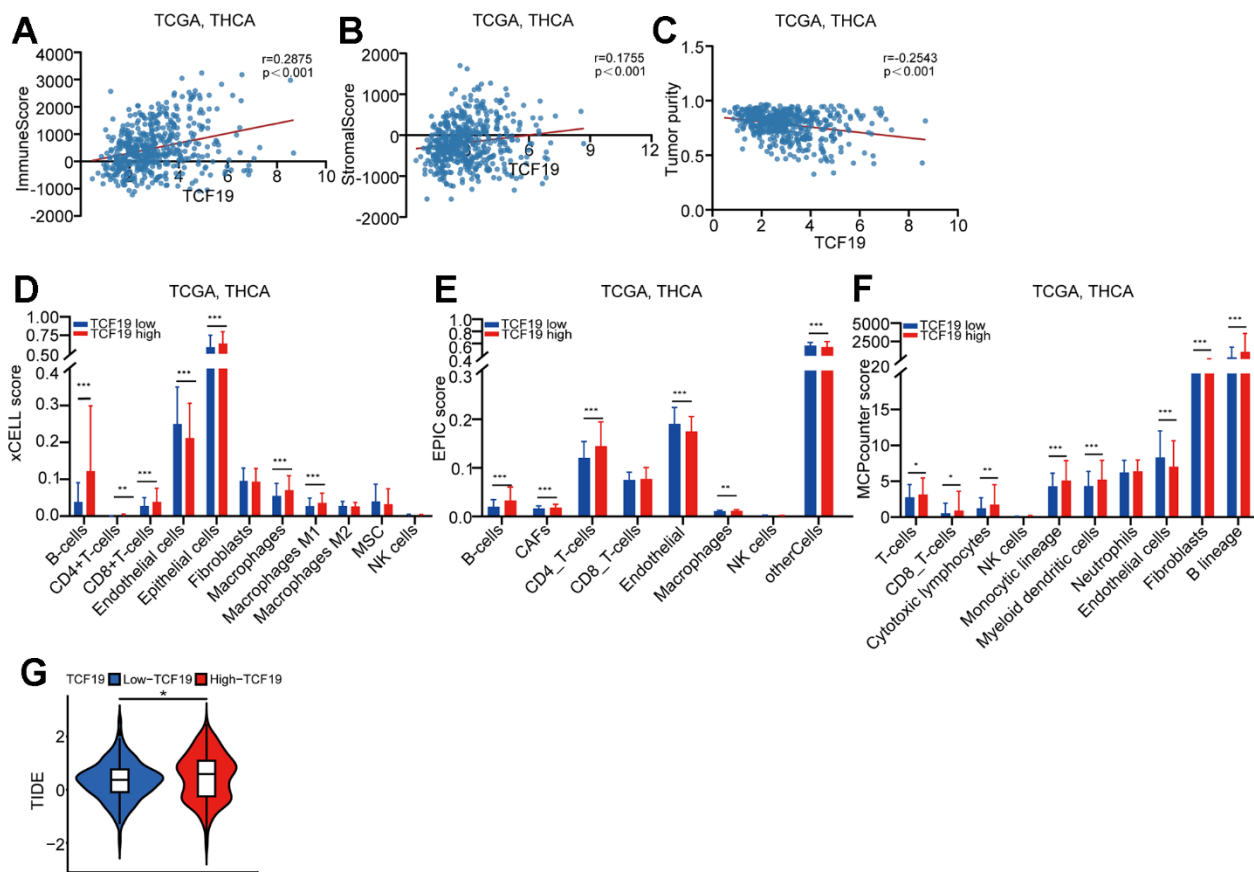 A
TCGA, THCA
r=0.2875
p<0.001
ImmuneScore
4000
3000
2000
1000
0
-1000
-2000
2
4
6
8
10
TCF19
B
TCGA, THCA
r=0.1755
p<0.001
StromalScore
2000
1000
0
-1000
-2000
3
6
9
12
TCF19
C
TCGA, THCA
r=-0.2543
p<0.001
Tumor purity
1.5
1.0
0.5
0.0
0
2
4
6
8
10
TCF19
D
TCGA, THCA
TCF19 low
TCF19 high
xCELL score
1.00
0.75
0.50
0.4
0.3
0.2
0.1
0.0
***
**
***
***
***
***
***
B-cells
CD4+T-cells
CD8+T-cells
Endothelial cells
Epithelial cells
Fibroblasts
Macrophages
Macrophages M1
Macrophages M2
MSC
NK cells
E
TCGA, THCA
TCF19 low
TCF19 high
EPIC score
1.0
0.8
0.6
0.4
0.3
0.2
0.1
0.0
***
***
***
***
**
***
B-cells
CAFs
CD4_T-cells
CD8_T-cells
Endothelial
Macrophages
NK cells
otherCells
F
TCGA, THCA
TCF19 low
TCF19 high
MCPcounter score
5000
2500
20
15
10
5
0
*
*
**
***
***
***
***
***
T-cells
CD8_T-cells
Cytotoxic lymphocytes
NK cells
Monocytic lineage
Myeloid dendritic cells
Neutrophils
Endothelial cells
Fibroblasts
B lineage
G
TCF19 Low-TCF19 High-TCF19
*
TIDE
2
0
−2